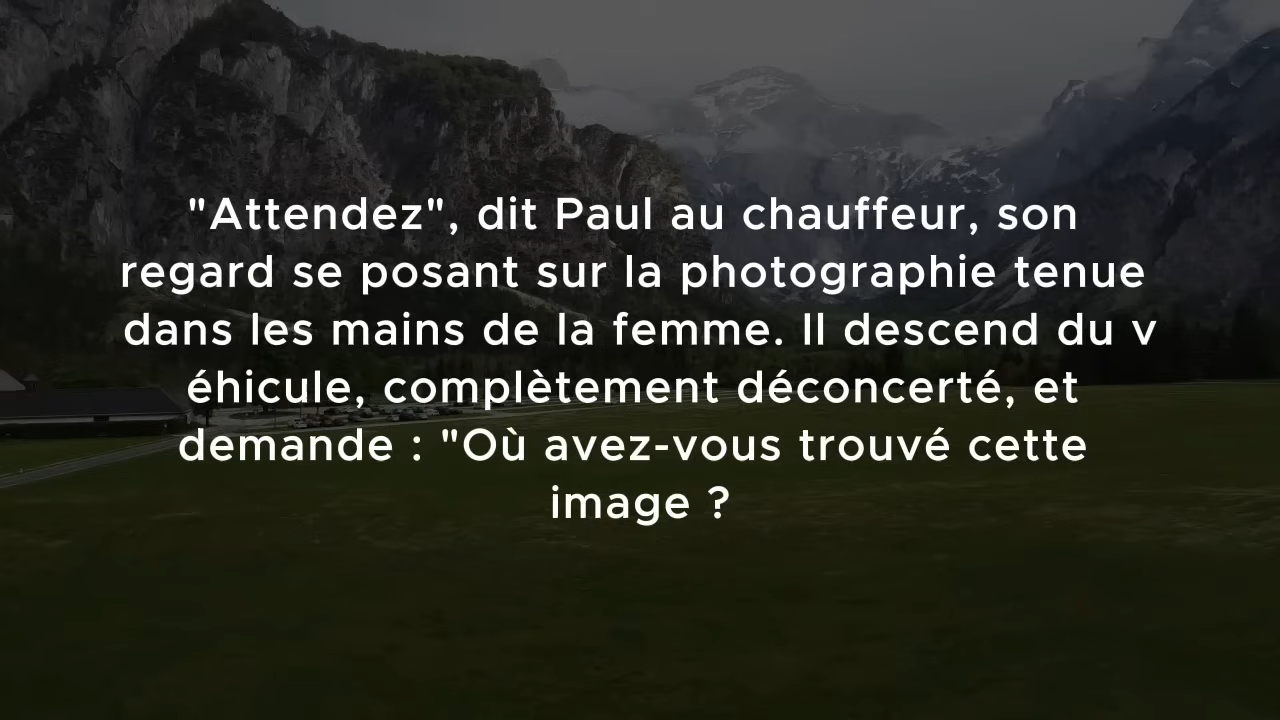 "Attendez", dit Paul au chauffeur, son
regard se posant sur la photographie tenue
dans les mains de la femme. Il descend du v
éhicule, complètement déconcerté, et
demande : "Où avez-vous trouvé cette
image ?